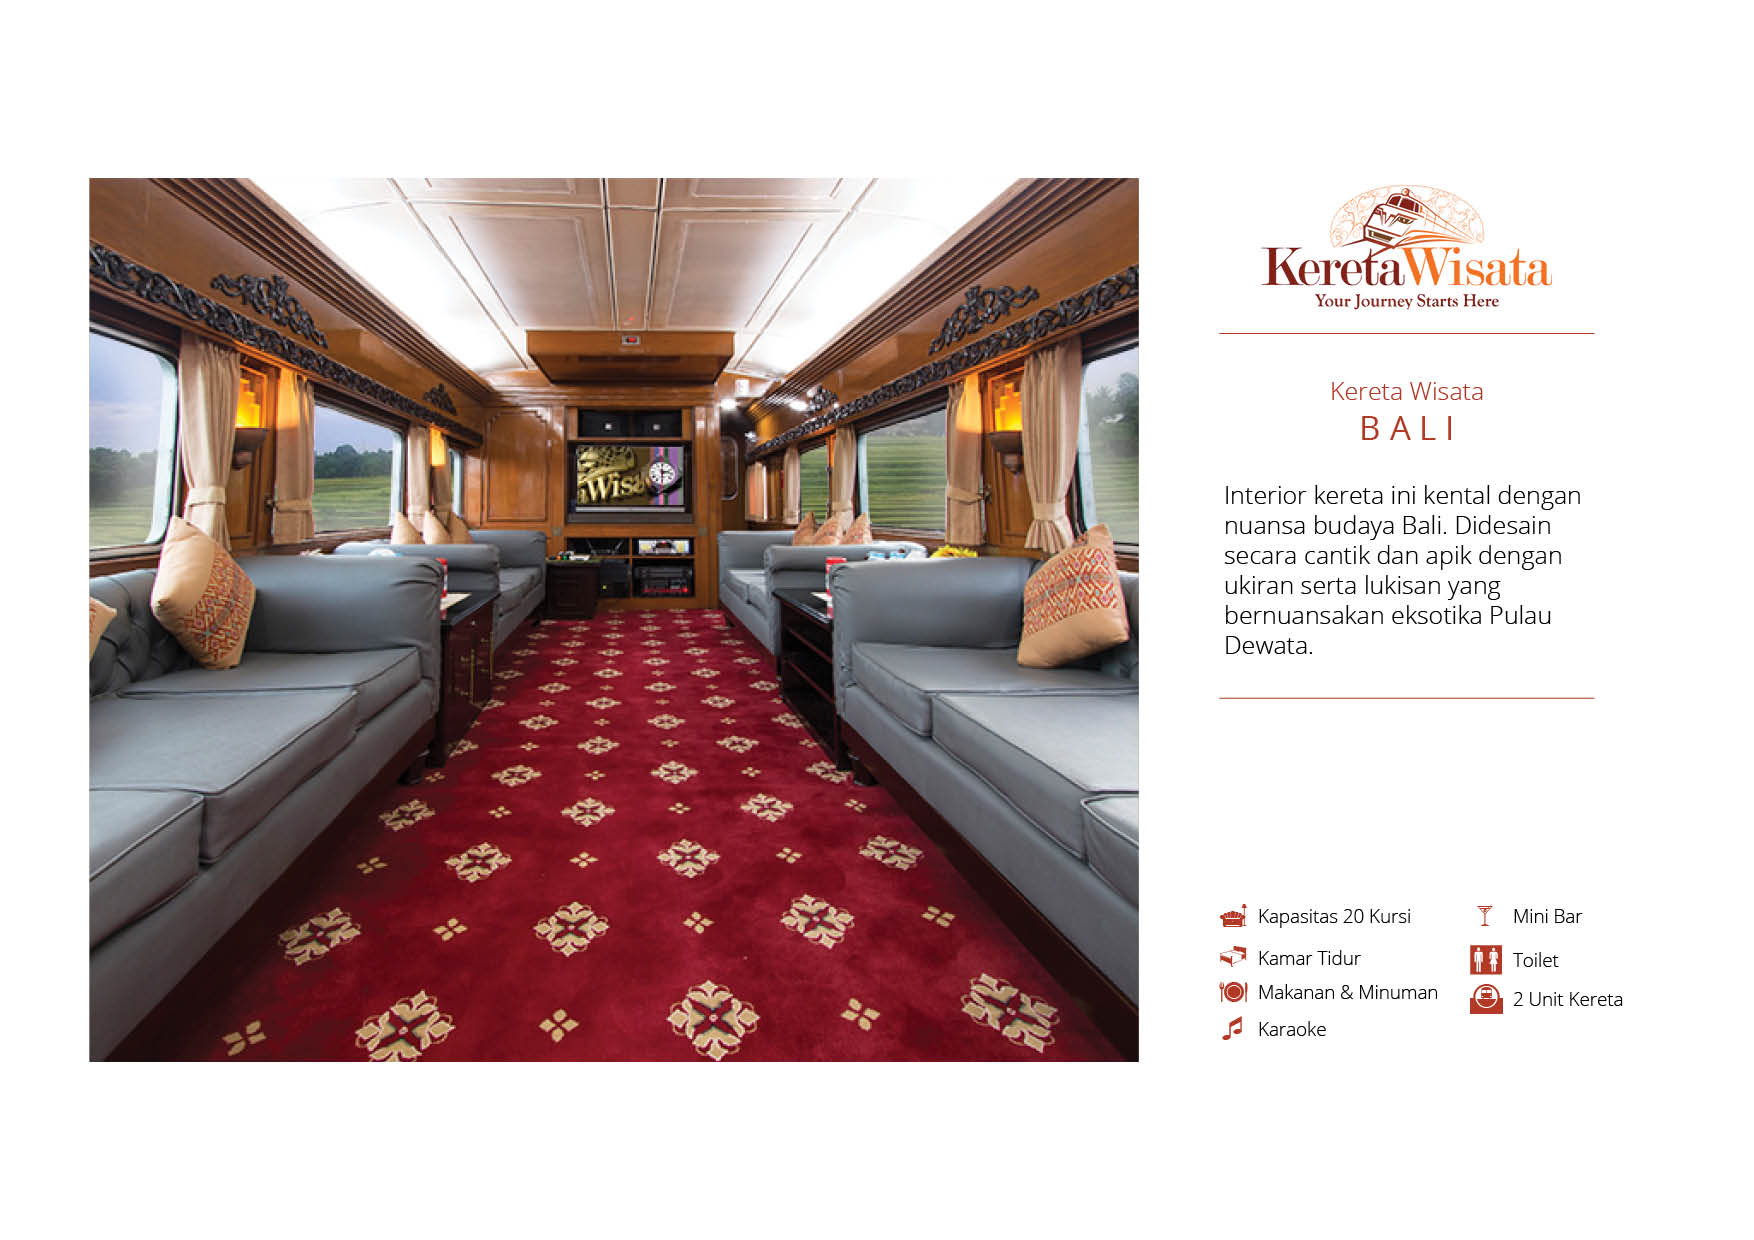 KeretaWisata
Your Journey Starts Here
Kereta Wisata
BALI
Interior kereta ini kental dengan
nuansa budaya Bali. Didesain
secara cantik dan apik dengan
ukiran serta lukisan yang
bernuansakan eksotika Pulau
Dewata.
Kapasitas 20 Kursi
Kamar Tidur
Makanan & Minuman
Karaoke
Mini Bar
Toilet
2 Unit Kereta